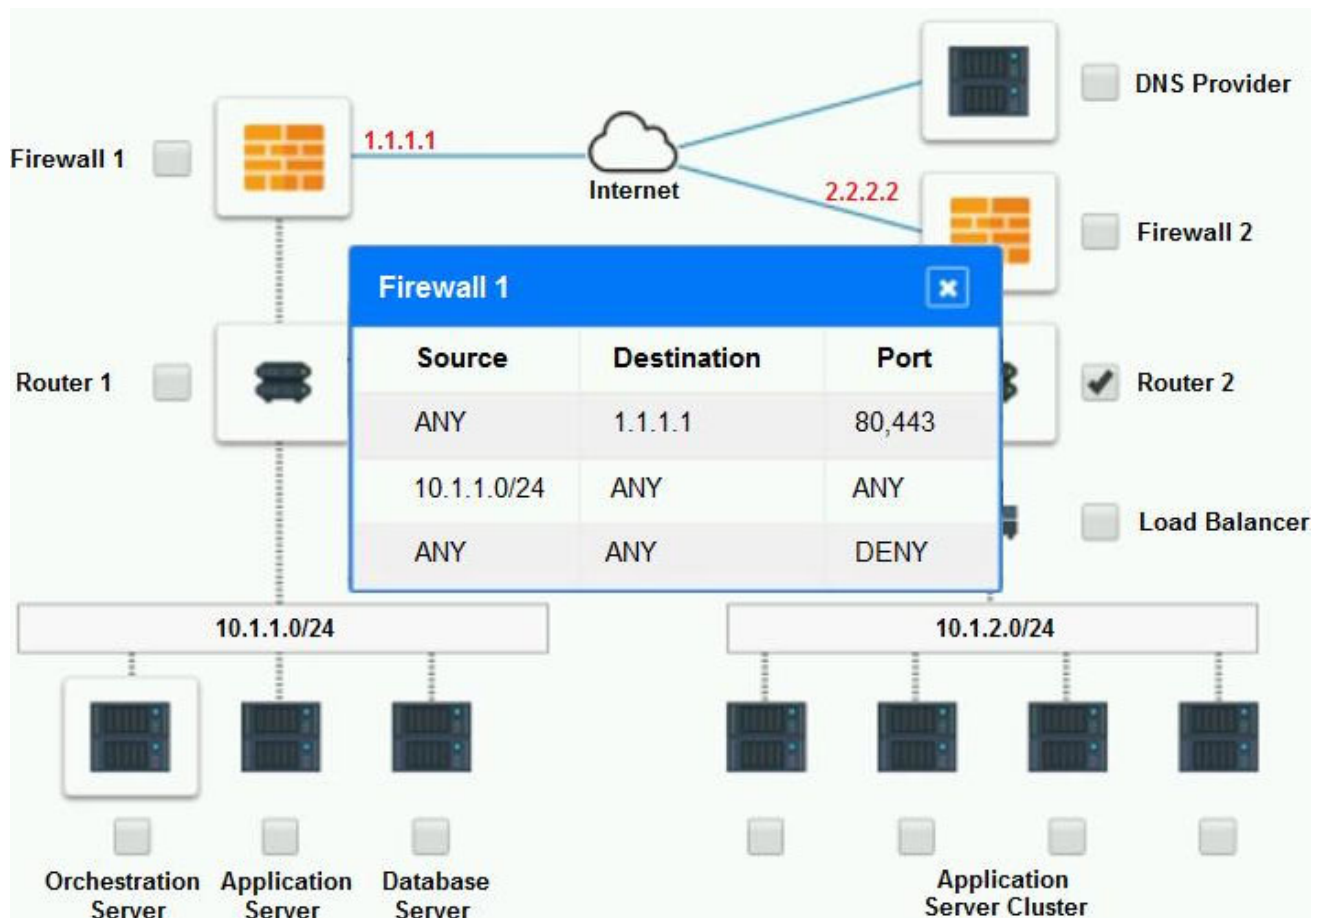 DNS Provider
Firewall 1
1.1.1.1
Internet
2.2.2.2
Firewall 2
Firewall 1
Source Destination Port
ANY 1.1.1.1 80,443
10.1.1.0/24 ANY ANY
ANY ANY DENY
Router 1
Router 2
Load Balancer
10.1.1.0/24
10.1.2.0/24
Orchestration
Server
Application
Server
Database
Server
Application
Server Cluster